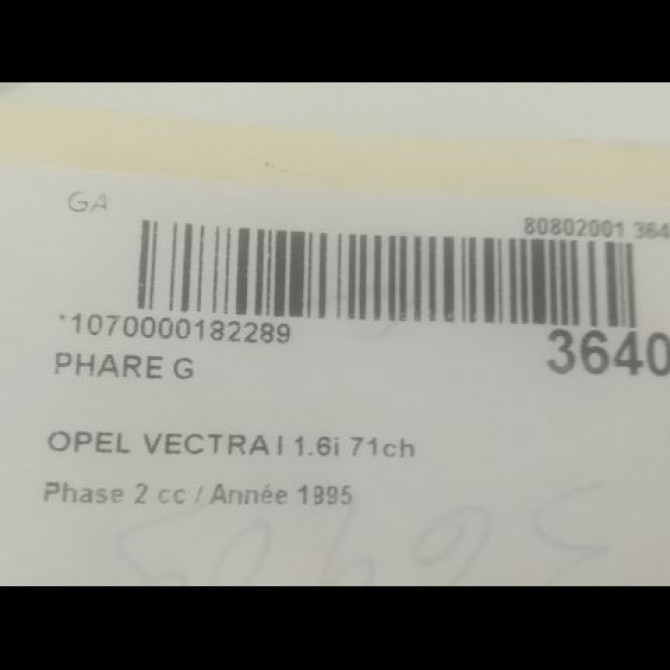 GA
80802001 364
*1070000182289
3640
PHARE G
OPEL VECTRA I 1.6i 71ch
Phase 2 cc / Année 1995